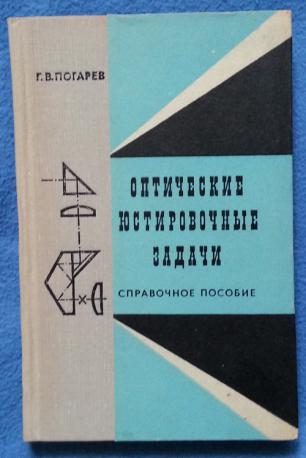 Г.В.ПОГАРЕВ
ОПТИЧЕСКИЕ
ЮСТИРОВОЧНЫЕ
ЗАДАЧИ
СПРАВОЧНОЕ ПОСОБИЕ